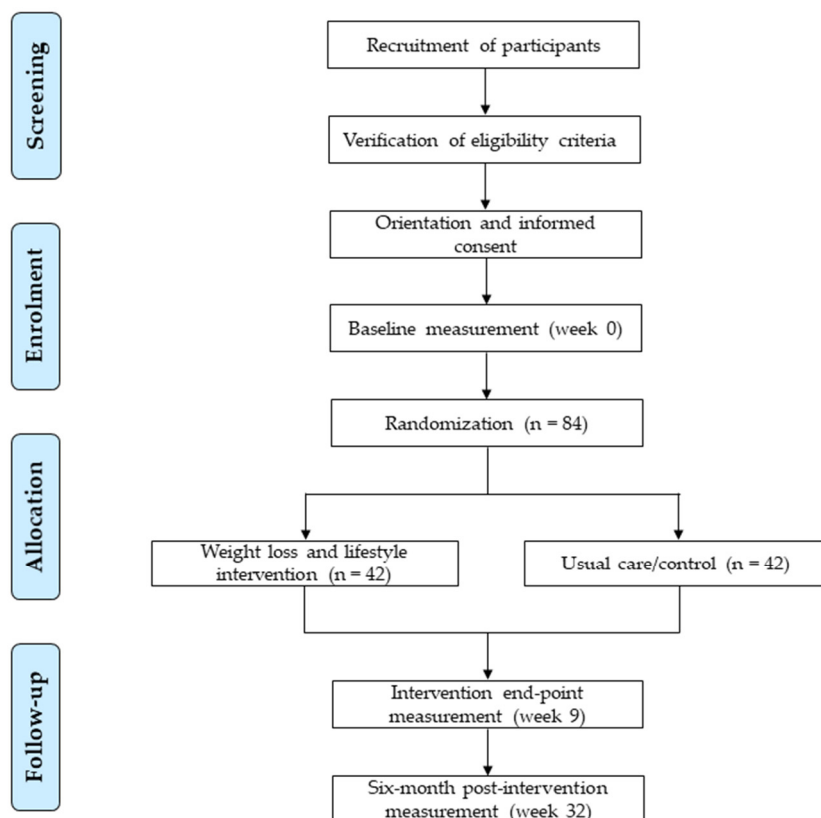 Screening
Recruitment of participants
Verification of eligibility criteria
Enrolment
Orientation and informed
consent
Baseline measurement (week 0)
Randomization (n = 84)
Allocation
Weight loss and lifestyle
intervention (n = 42)
Usual care/control (n = 42)
Follow-up
Intervention end-point
measurement (week 9)
Six-month post-intervention
measurement (week 32)